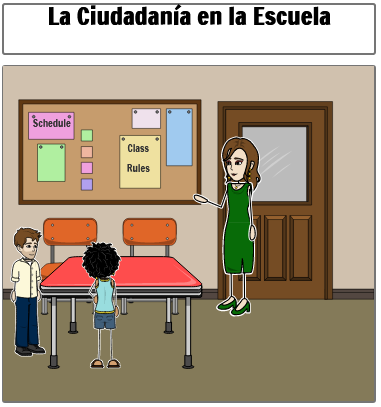 La Ciudadanía en la Escuela
Schedule
Class
Rules